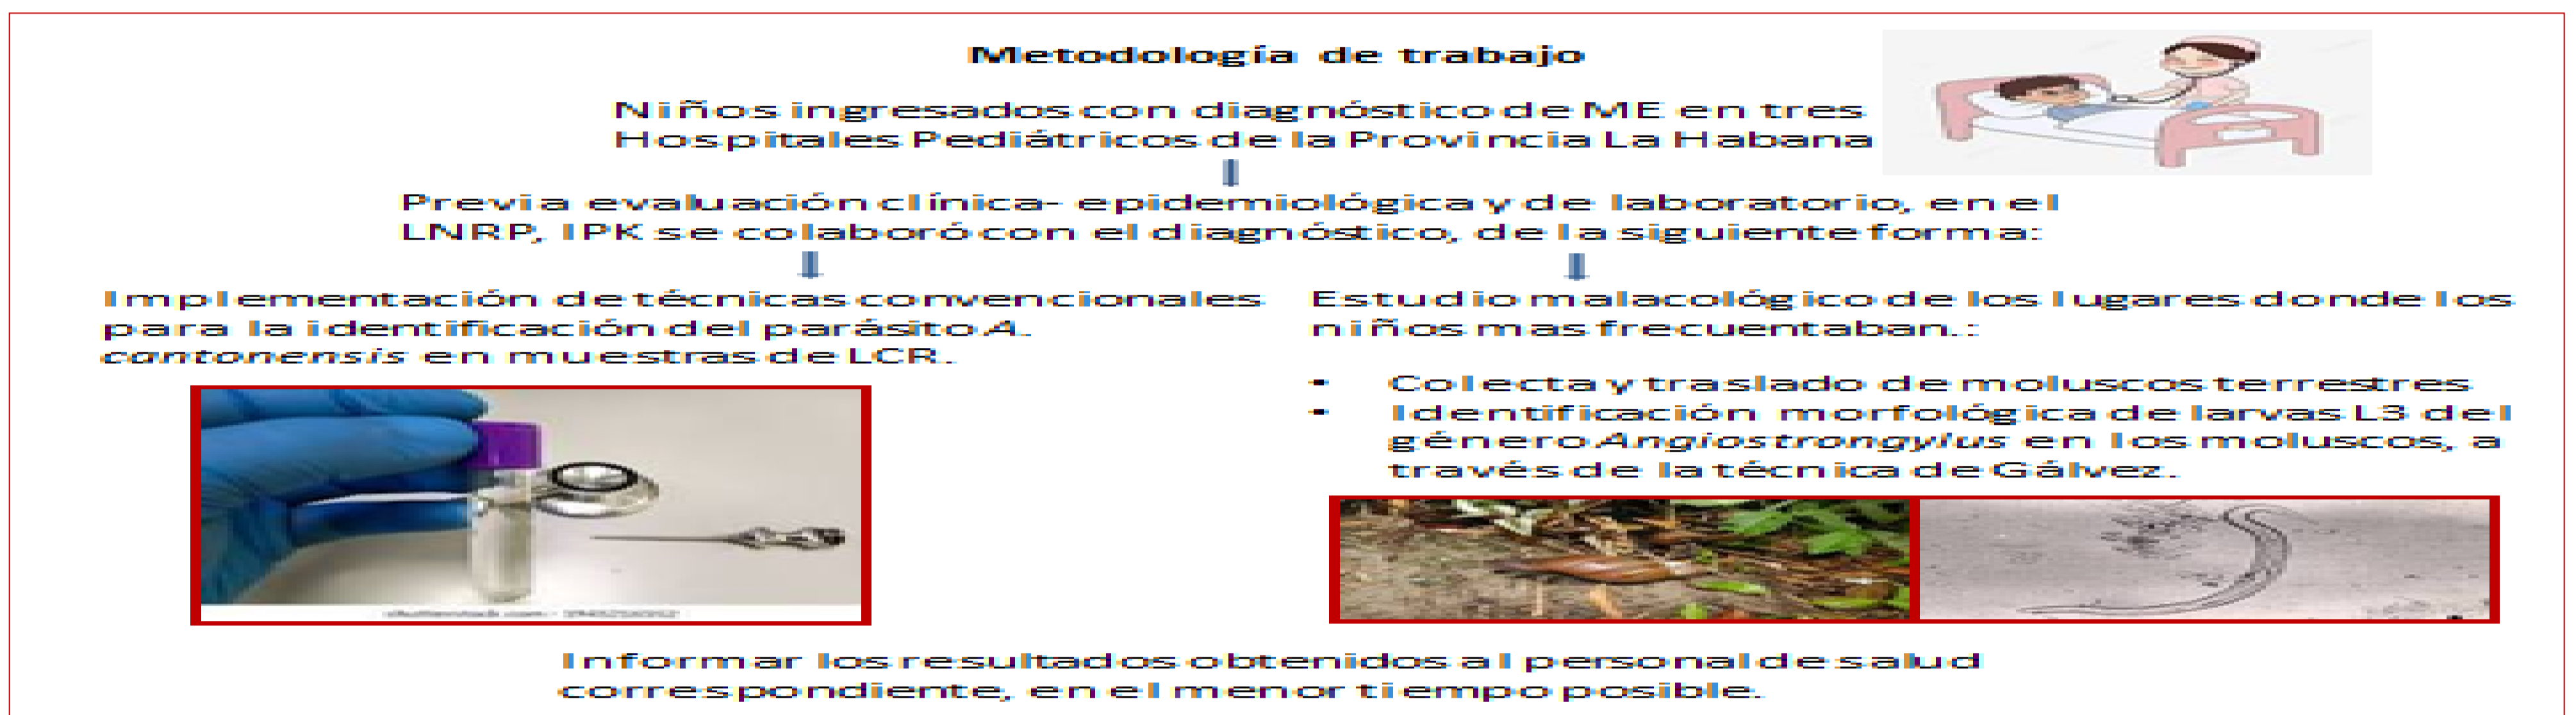 Metodología de trabajo
Niños ingresados con diagnóstico de ME en tres
Hospitales Pediátricos de la Provincia La Habana
Previa evaluación clínica- epidemiológica y de laboratorio, en el
LNRP, IPK se colaboró con el diagnóstico, de la siguiente forma:
Implementación de técnicas convencionales
para la identificación del parásito A.
cantonensis en muestras de LCR.
Estudio malacológico de los lugares donde los
niños mas frecuentaban.:
• Colecta y traslado de moluscos terrestres
• Identificación morfológica de larvas L3 del
género Angiostrongylus en los moluscos, a
través de la técnica de Gálvez.
Informar los resultados obtenidos al personal de salud
correspondiente, en el menor tiempo posible.